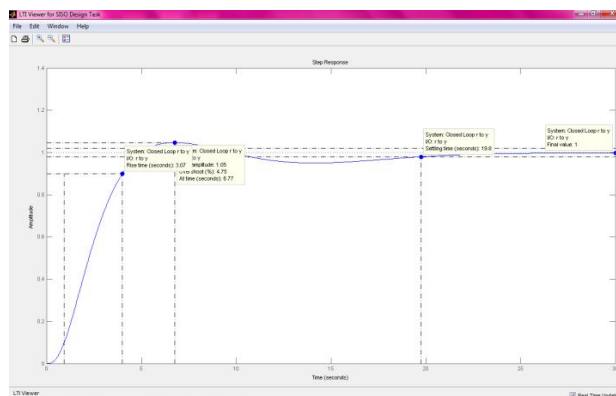 LTI Viewer for SISO Design Task
File Edit Window Help
Step Response
1.4
1.2
1
0.8
0.6
0.4
0.2
0
Amplitude
System: Closed Loop r to y
I/O: r to y
Rise time (seconds): 3.07
Closed Loop r to y
amplitude: 1.05
Overshoot (%): 4.75
At time (seconds): 6.77
System: Closed Loop r to y
I/O: r to y
Settling time (seconds): 19.8
System: Closed Loop r to y
I/O: r to y
Final value: 1
0 5 10 15 20 25 30
Time (seconds)
LTI Viewer
Real-Time Update